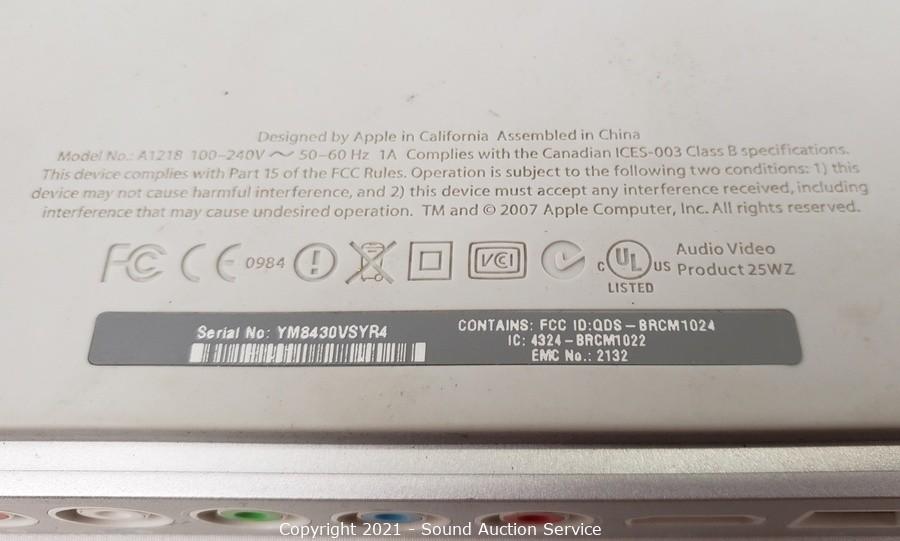 Designed by Apple in California Assembled in China
Model No.: A1218 100-240V ~ 50-60 Hz 1A Complies with the Canadian ICES-003 Class B specifications.
This device complies with Part 15 of the FCC Rules. Operation is subject to the following two conditions: 1) this
device may not cause harmful interference, and 2) this device must accept any interference received, including
interference that may cause undesired operation. TM and © 2007 Apple Computer, Inc. All rights reserved.
FC CE 0984 VCCI C UL US LISTED Audio Video
Product 25WZ
Serial No: YM8430VSYR4
CONTAINS: FCC ID:QDS-BRCM1024
IC: 4324-BRCM1022
EMC No.: 2132
Copyright 2021 - Sound Auction Service